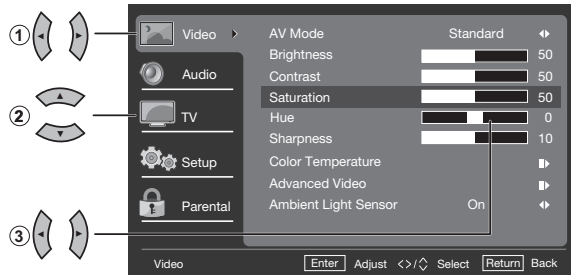 1
Video
Audio
2
TV
Setup
Parental
3
AV Mode Standard
Brightness 50
Contrast 50
Saturation 50
Hue 0
Sharpness 10
Color Temperature
Advanced Video
Ambient Light Sensor On
Video Enter Adjust <>/◇ Select Return Back